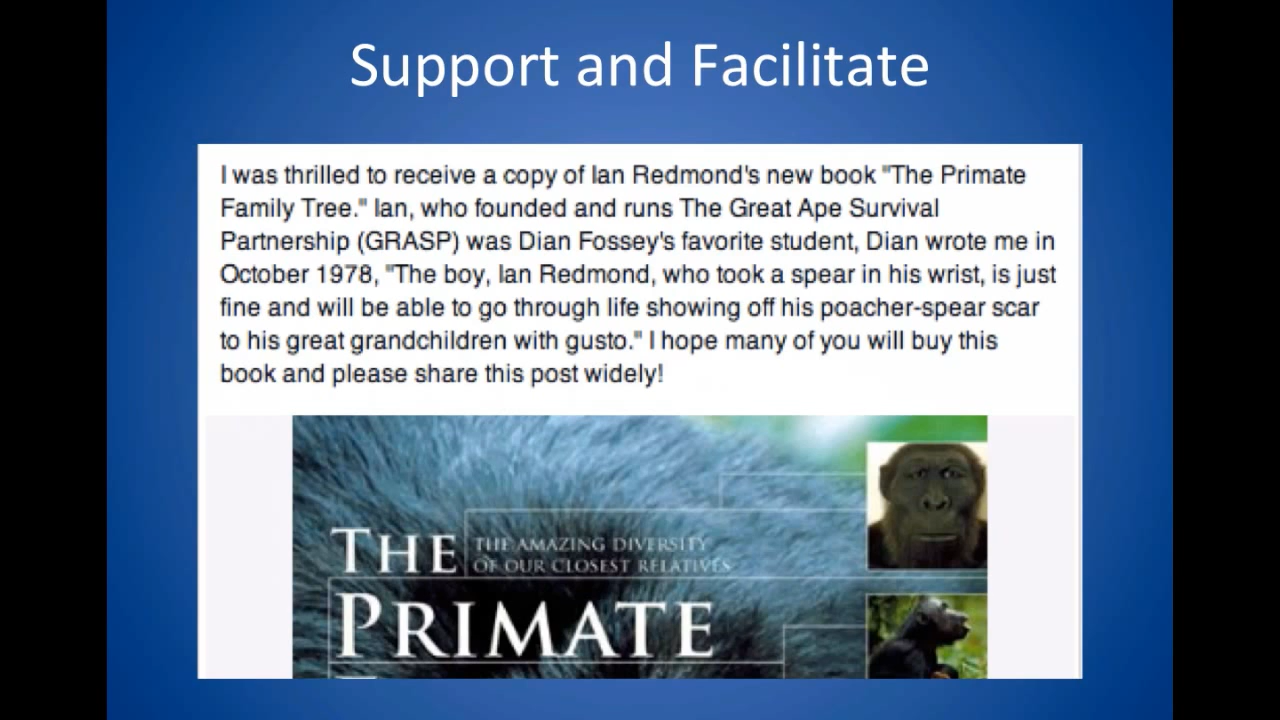 Support and Facilitate
I was thrilled to receive a copy of Ian Redmond's new book "The Primate
Family Tree." Ian, who founded and runs The Great Ape Survival
Partnership (GRASP) was Dian Fossey's favorite student, Dian wrote me in
October 1978, "The boy, Ian Redmond, who took a spear in his wrist, is just
fine and will be able to go through life showing off his poacher-spear scar
to his great grandchildren with gusto." I hope many of you will buy this
book and please share this post widely!
THE
THE AMAZING DIVERSITY
OF OUR CLOSEST RELATIVES
PRIMATE